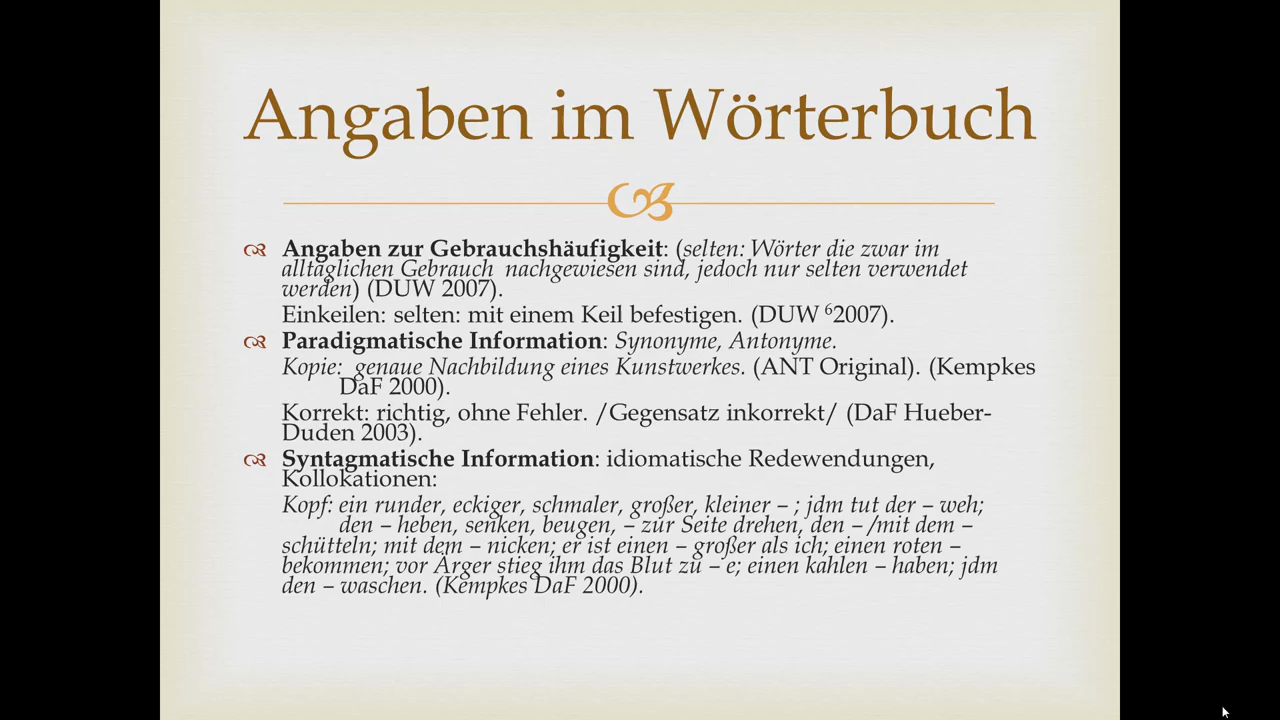 Angaben im Wörterbuch
Angaben zur Gebrauchshäufigkeit: (selten: Wörter die zwar im
alltäglichen Gebrauch nachgewiesen sind, jedoch nur selten verwendet
werden) (DUW 2007).
Einkeilen: selten: mit einem Keil befestigen. (DUW ⁶2007).
Paradigmatische Information: Synonyme, Antonyme.
Kopie: genaue Nachbildung eines Kunstwerkes. (ANT Original). (Kempkes
DaF 2000).
Korrekt: richtig, ohne Fehler. /Gegensatz inkorrekt/ (DaF Hueber-
Duden 2003).
Syntagmatische Information: idiomatische Redewendungen,
Kollokationen:
Kopf: ein runder, eckiger, schmaler, großer, kleiner – ; jdm tut der – weh;
den – heben, senken, beugen, – zur Seite drehen, den – /mit dem –
schütteln; mit dem – nicken; er ist einen – großer als ich; einen roten –
bekommen; vor Ärger stieg ihm das Blut zu – e; einen kahlen – haben; jdm
den – waschen. (Kempkes DaF 2000).